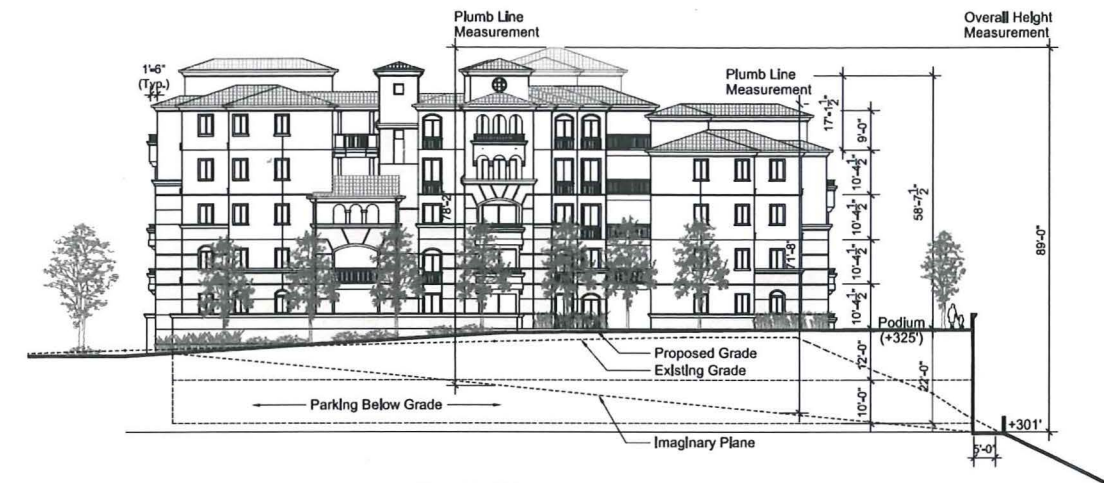 Plumb Line
Measurement
Overall Height
Measurement
1'-6"
(Typ.)
Plumb Line
Measurement
17'-1½"
9'-0"
10'-4½"
10'-4½"
10'-4½"
10'-4½"
58'-7½"
78'-2"
71'-8"
89'-0"
Podium
(+325')
Proposed Grade
Existing Grade
12'-0"
22'-0"
10'-0"
Parking Below Grade
Imaginary Plane
+301'
5'-0"